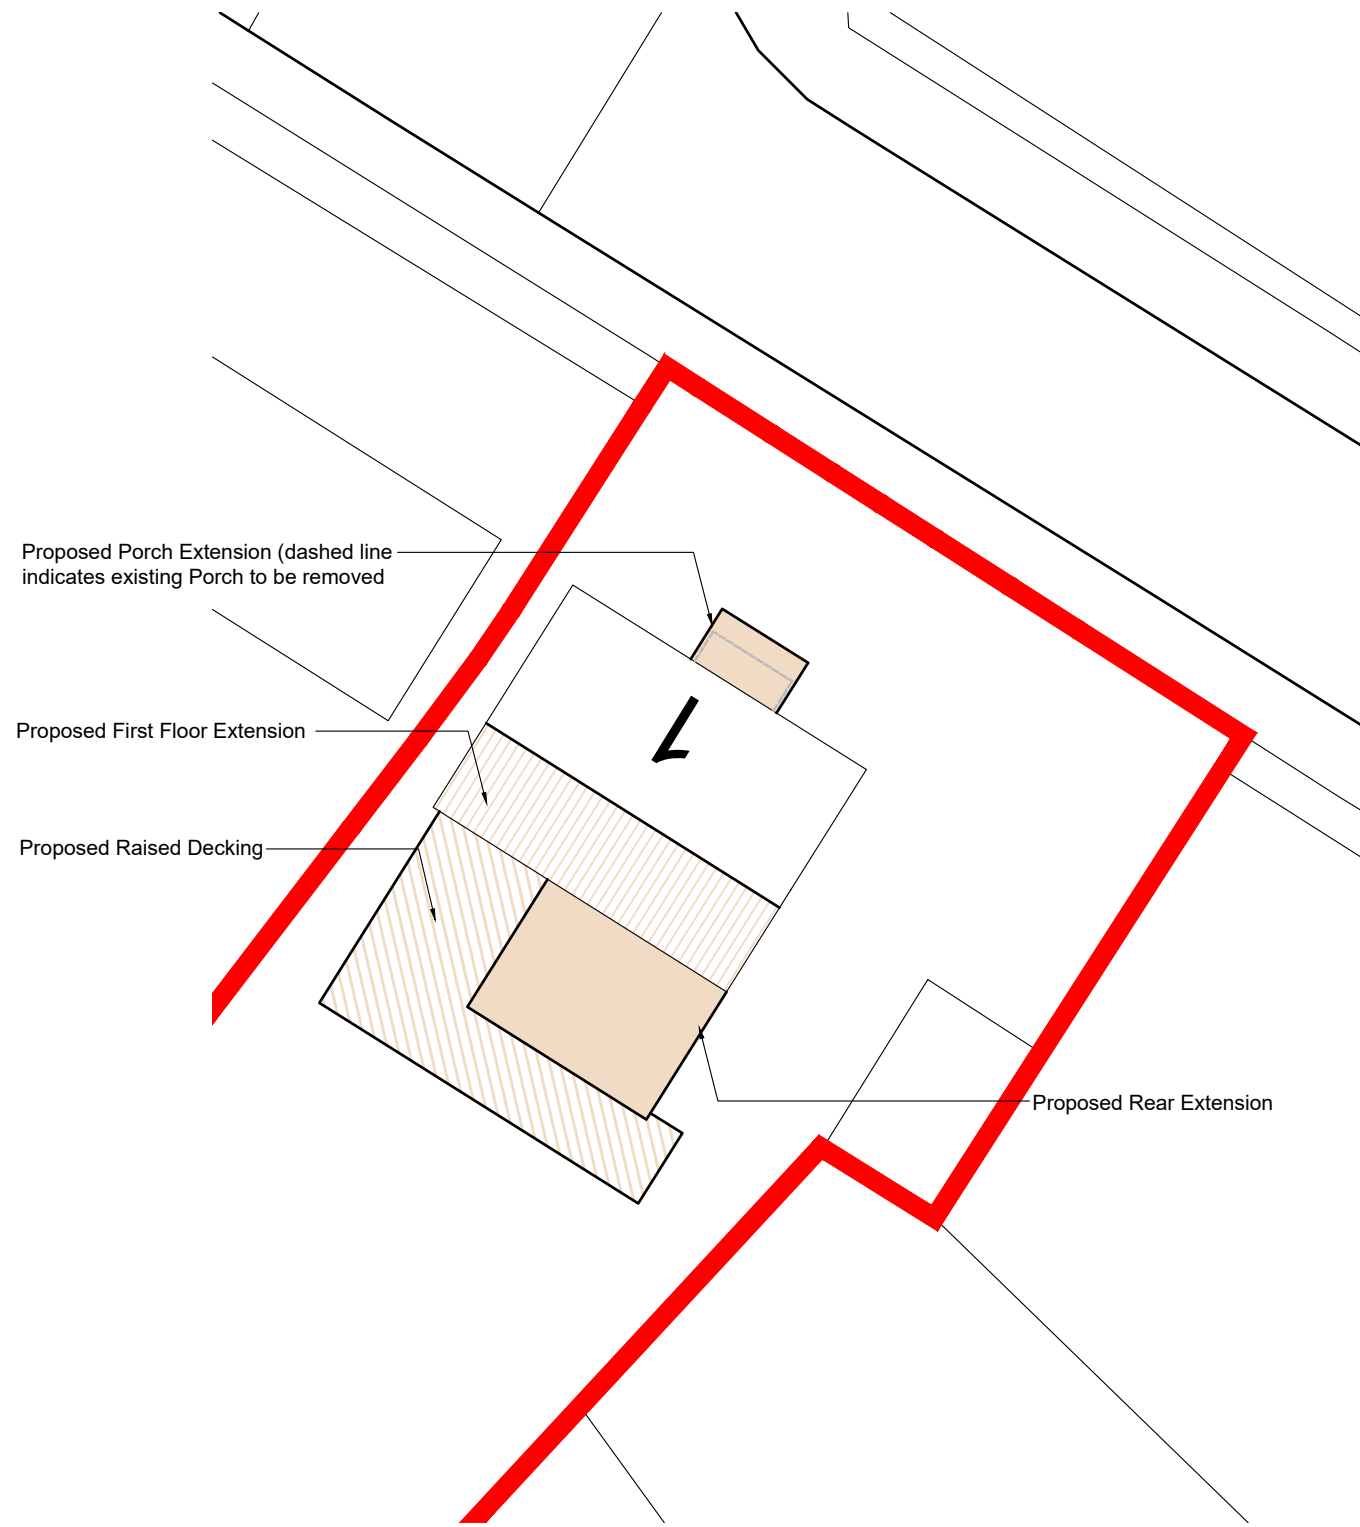 Proposed Porch Extension (dashed line
indicates existing Porch to be removed
1
Proposed First Floor Extension
Proposed Raised Decking
Proposed Rear Extension